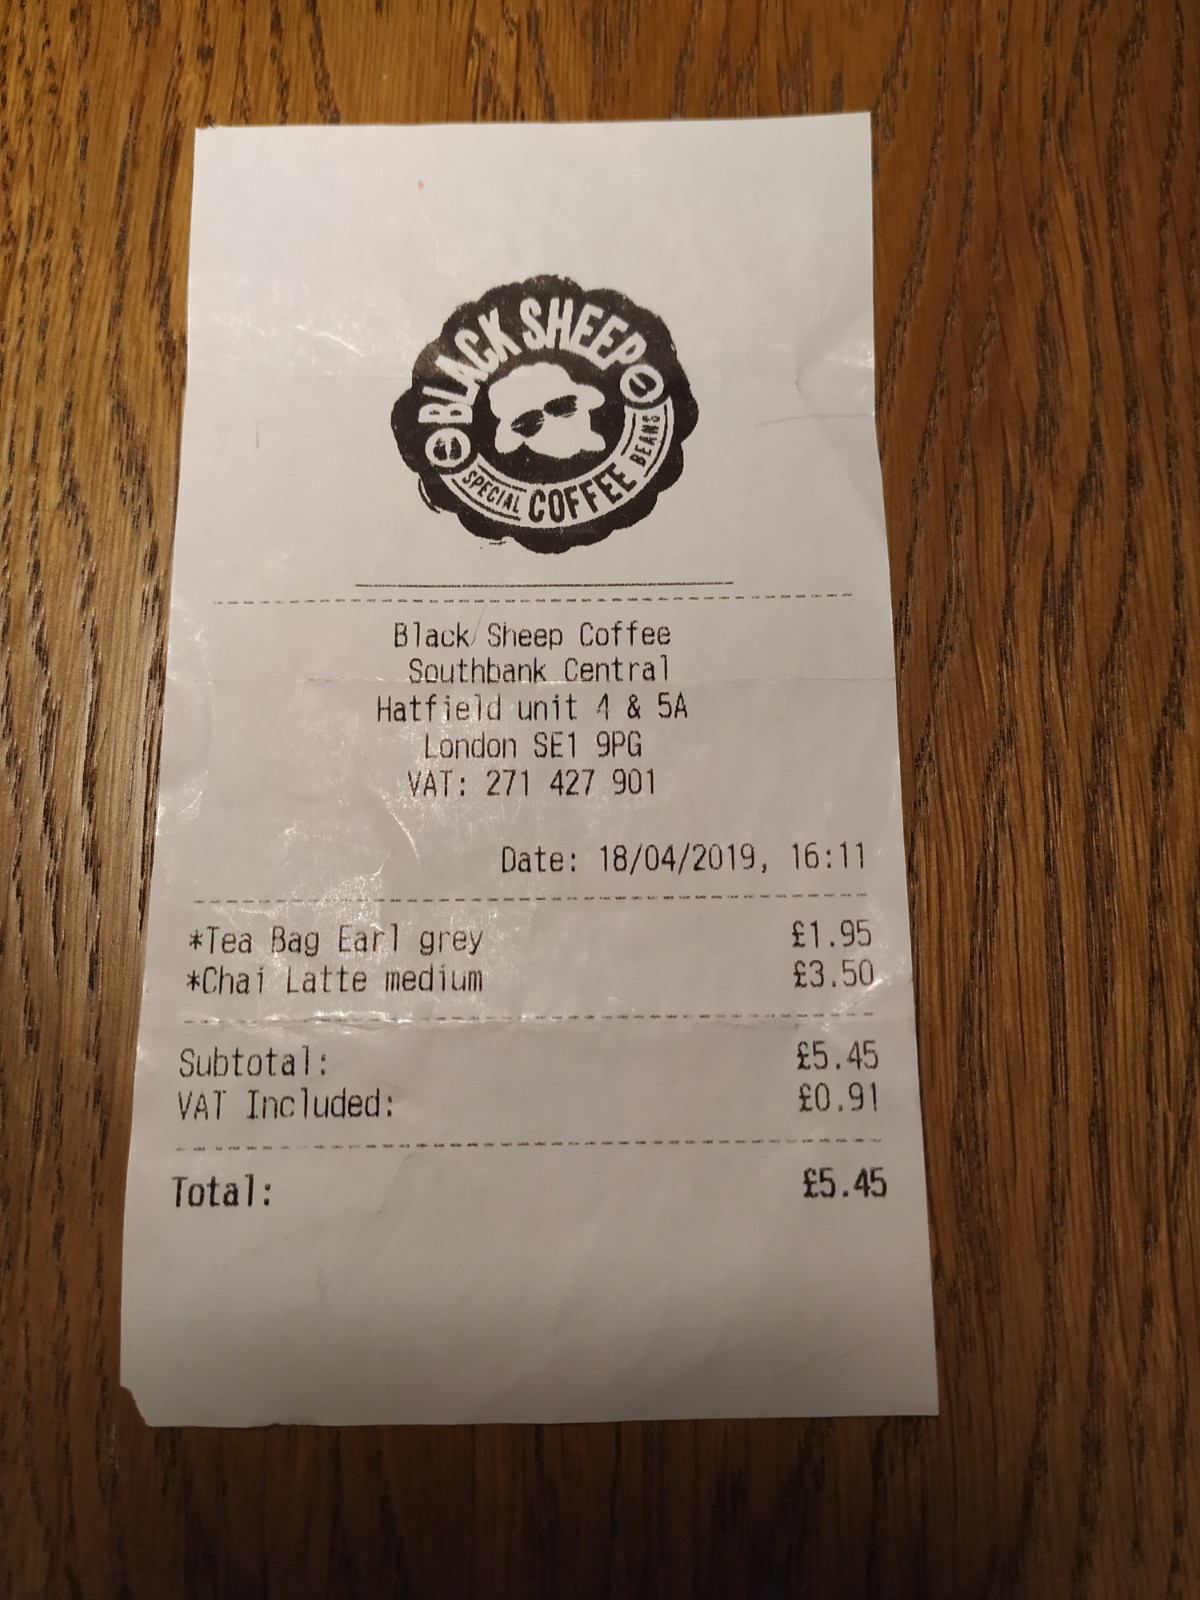 BLACK SHEEP
SPECIAL COFFEE BEANS
Black Sheep Coffee
Southbank Central
Hatfield unit 4 & 5A
London SE1 9PG
VAT: 271 427 901
Date: 18/04/2019, 16:11
*Tea Bag Earl grey £1.95
*Chai Latte medium £3.50
Subtotal: £5.45
VAT Included: £0.91
Total: £5.45